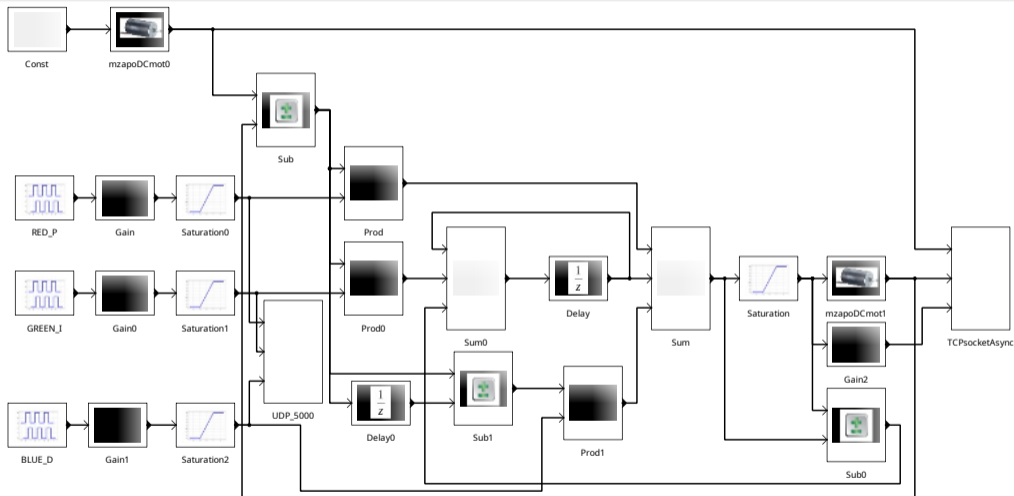 Const
mzapoDCmot0
Sub
RED_P
Gain
Saturation0
Prod
GREEN_I
Gain0
Saturation1
Prod0
Sum0
1
z
Delay
Sum
Saturation
mzapoDCmot1
TCPsocketAsync
Gain2
UDP_5000
1
z
Delay0
Sub1
Prod1
BLUE_D
Gain1
Saturation2
Sub0